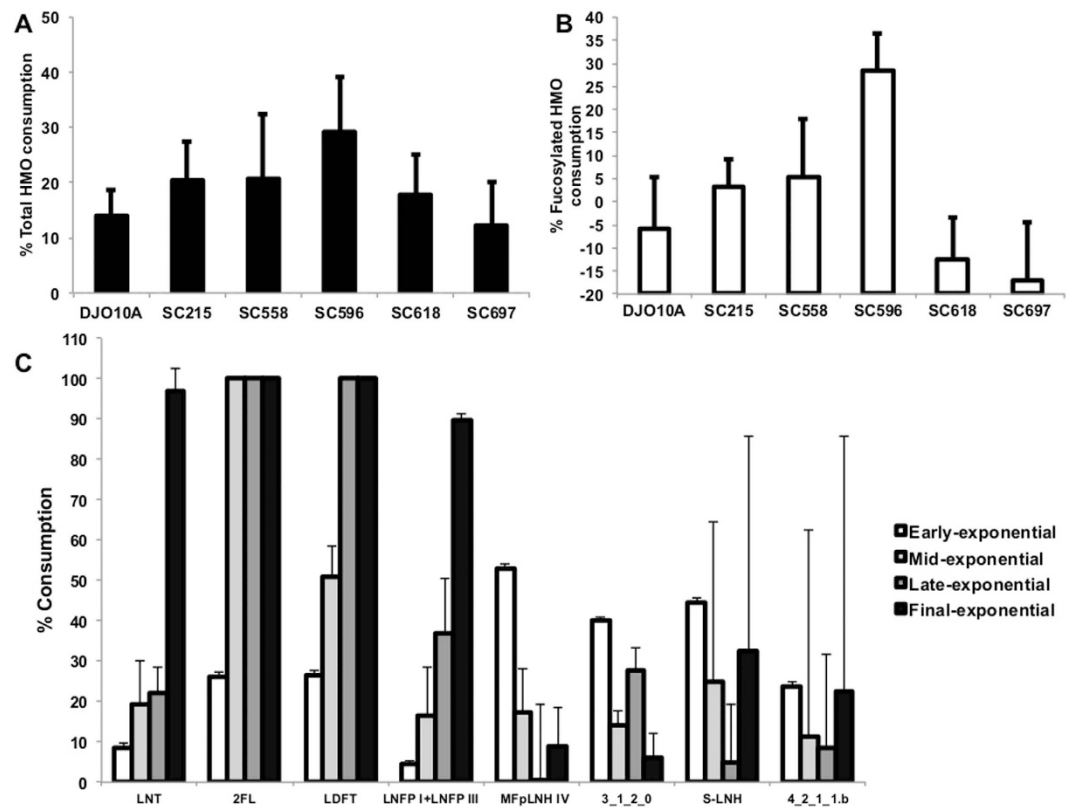 A
% Total HMO consumption
50
40
30
20
10
0
DJO10A SC215 SC558 SC596 SC618 SC697
B
% Fucosylated HMO
consumption
40
35
30
25
20
15
10
5
0
-5
-10
-15
-20
DJO10A SC215 SC558 SC596 SC618 SC697
C
% Consumption
110
100
90
80
70
60
50
40
30
20
10
0
LNT 2FL LDFT LNFP I+LNFP III MFpLNH IV 3_1_2_0 S-LNH 4_2_1_1.b
Early-exponential
Mid-exponential
Late-exponential
Final-exponential